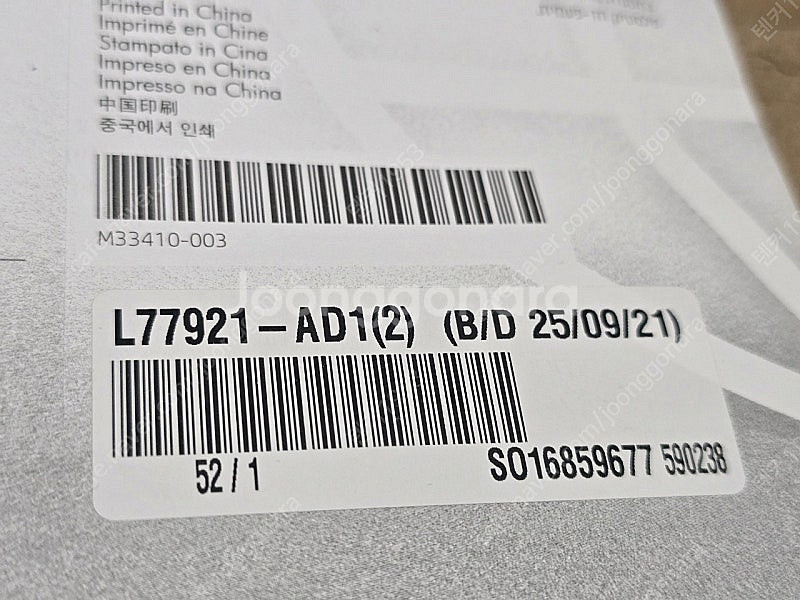 Printed in China
Imprimé en Chine
Stampato in Cina
Impreso en China
Impresso na China
中国印刷
중국에서 인쇄
M33410-003
Joonggonara
L77921-AD1(2) (B/D 25/09/21)
52/1
SO16859677 590238